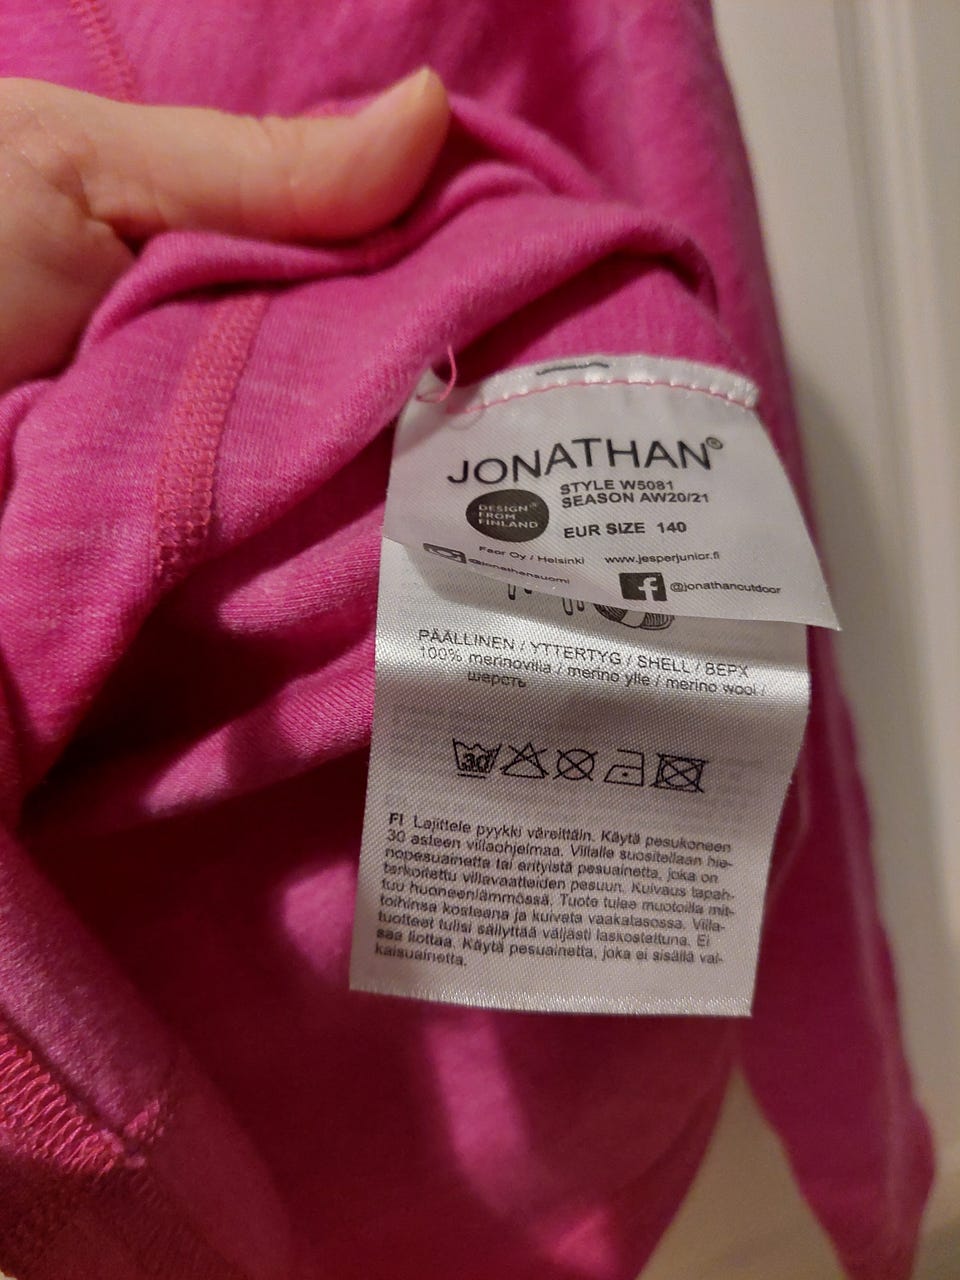 JONATHAN®
STYLE W5081
SEASON AW20/21
DESIGN
FROM
FINLAND
EUR SIZE 140
Faor Oy / Helsinki www.jesperjunior.fi
@jonathansuomi
@jonathanoutdoor
PÄÄLLINEN / YTTERTYG / SHELL / ВЕРХ
100% merinovilla / merino ylle / merino wool /
шерсть
30
FI Lajittele pyykki väreittäin. Käytä pesukoneen
30 asteen villaohjelmaa. Villalle suositellaan hie-
nopesuainetta tai erityistä pesuainetta, joka on
tarkoitettu villavaatteiden pesuun. Kuivaus tapah-
tuu huoneenlämmössä. Tuote tulee muotoilla mit-
toihinsa kosteana ja kuivata vaakatasossa. Villa-
tuotteet tulisi säilyttää väljästi laskostettuna. Ei
saa liottaa. Käytä pesuainetta, joka ei sisällä val-
kaisuainetta.